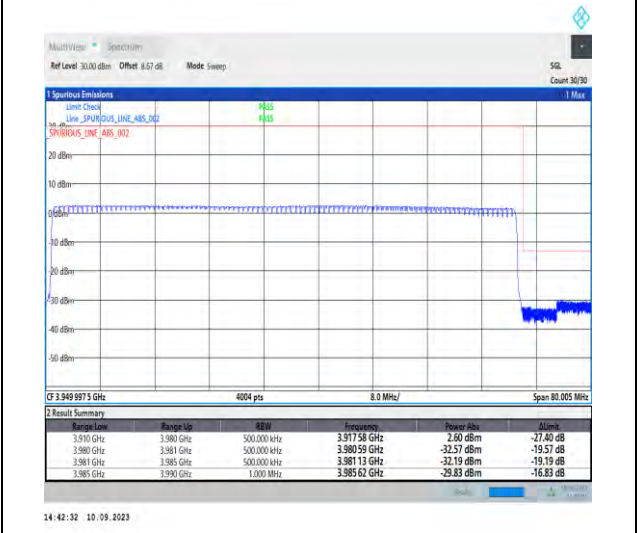 MultiView Spectrum
Ref Level 30.00 dBm Offset 8.67 dB Mode Sweep SGL
Count 30/30
1 Spurious Emissions 1 Max
Limit Check PASS
Line _SPURIOUS_LINE_ABS_002 PASS
_SPURIOUS_LINE_ABS_002
20 dBm
10 dBm
0 dBm
-10 dBm
-20 dBm
-30 dBm
-40 dBm
-50 dBm
CF 3.949 997 5 GHz 4004 pts 8.0 MHz/ Span 80.005 MHz
2 Result Summary
Range Low Range Up RBW Frequency Power Abs ΔLimit
3.910 GHz 3.980 GHz 500.000 kHz 3.917 58 GHz 2.60 dBm -27.40 dB
3.980 GHz 3.981 GHz 500.000 kHz 3.980 59 GHz -32.57 dBm -19.57 dB
3.981 GHz 3.985 GHz 500.000 kHz 3.981 13 GHz -32.19 dBm -19.19 dB
3.985 GHz 3.990 GHz 1.000 MHz 3.985 62 GHz -29.83 dBm -16.83 dB
14:42:32 10.09.2023